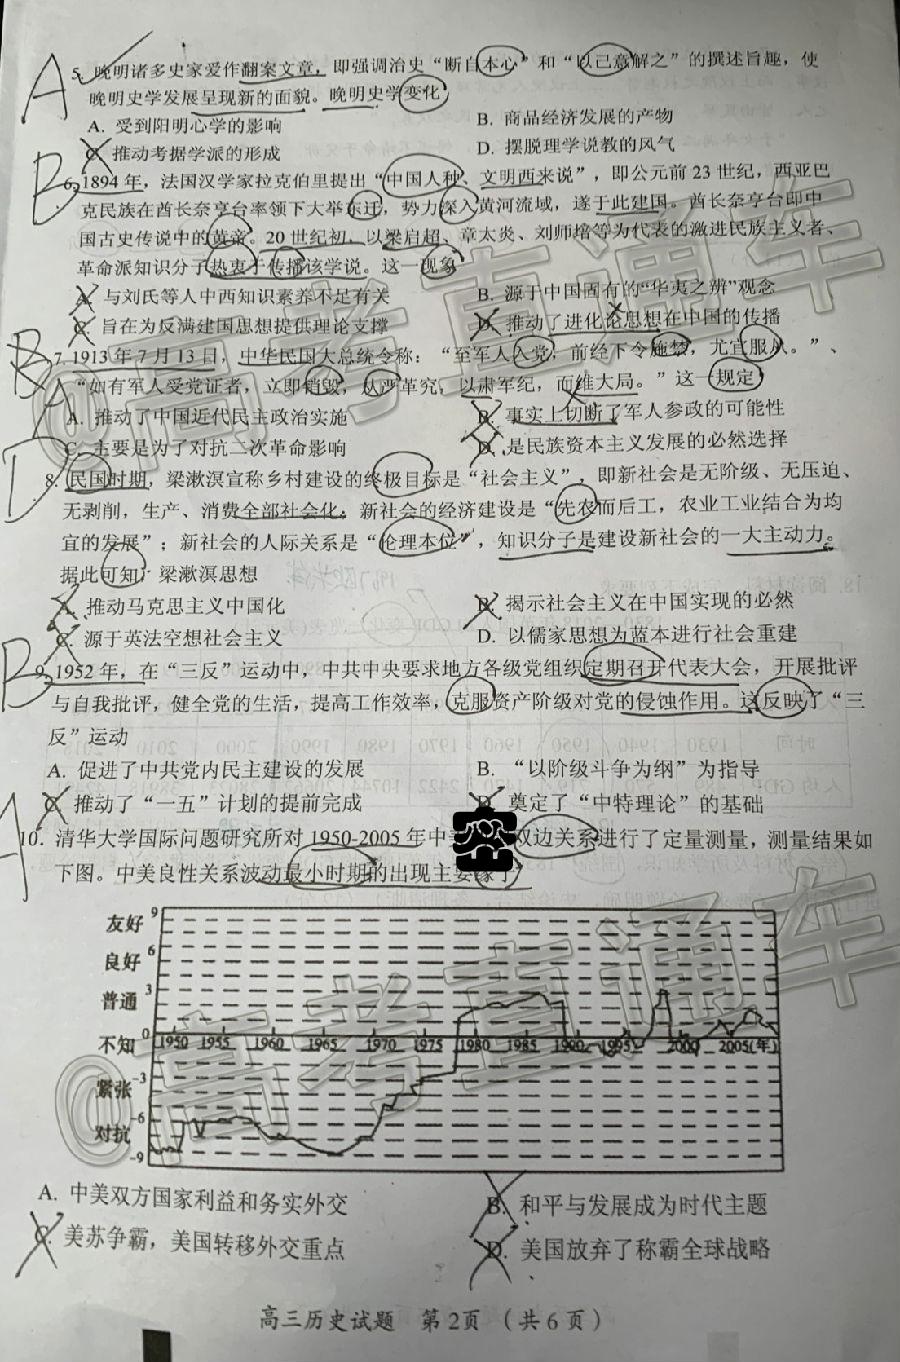 5. 晚明诸多史家爱作翻案文章，即强调治史“断自本心”和“以己意解之”的撰述旨趣，使
晚明史学发展呈现新的面貌。晚明史学变化
A. 受到阳明心学的影响
B. 商品经济发展的产物
C. 推动考据学派的形成
D. 摆脱理学说教的风气
6. 1894年，法国汉学家拉克伯里提出“中国人种、文明西来说”，即公元前23世纪，西亚巴
克民族在酋长奈亨台率领下大举东迁，势力深入黄河流域，遂于此建国。酋长奈亨台即中
国古史传说中的黄帝。20世纪初，以梁启超、章太炎、刘师培等为代表的激进民族主义者、
革命派知识分子热衷于传播该学说。这一现象
A. 与刘氏等人中西知识素养不足有关
B. 源于中国固有的“华夷之辨”观念
C. 旨在为反满建国思想提供理论支撑
D. 推动了进化论思想在中国的传播
7. 1913年7月13日，中华民国大总统令称：“至军人入党，前经下令施禁，尤宜服从。”、
“如有军人受党证者，立即销毁，从严革究，以肃军纪，而维大局。”这一规定
A. 推动了中国近代民主政治实施
B. 事实上切断了军人参政的可能性
C. 主要是为了对抗二次革命影响
D. 是民族资本主义发展的必然选择
8. 民国时期，梁漱溟宣称乡村建设的终极目标是“社会主义”，即新社会是无阶级、无压迫、
无剥削，生产、消费全部社会化；新社会的经济建设是“先农而后工，农业工业结合为均
宜的发展”；新社会的人际关系是“伦理本位”，知识分子是建设新社会的一大主动力。
据此可知，梁漱溟思想
A. 推动马克思主义中国化
B. 揭示社会主义在中国实现的必然
C. 源于英法空想社会主义
D. 以儒家思想为蓝本进行社会重建
9. 1952年，在“三反”运动中，中共中央要求地方各级党组织定期召开代表大会，开展批评
与自我批评，健全党的生活，提高工作效率，克服资产阶级对党的侵蚀作用。这反映了“三
反”运动
A. 促进了中共党内民主建设的发展
B. “以阶级斗争为纲”为指导
C. 推动了“一五”计划的提前完成
D. 奠定了“中特理论”的基础
10. 清华大学国际问题研究所对1950-2005年中 双边关系进行了定量测量，测量结果如
下图。中美良性关系波动最小时期的出现主要缘于
友好 9
良好 6
普通 3
不知 0
1950 1955 1960 1965 1970 1975 1980 1985 1990 1995 2000 2005(年)
紧张 -3
-6
对抗
-9
A. 中美双方国家利益和务实外交
B. 和平与发展成为时代主题
C. 美苏争霸，美国转移外交重点
D. 美国放弃了称霸全球战略
高三历史试题 第2页 （共6页）
@高考直通车
@高考直通车
密
A
B
B
A
D
B
A